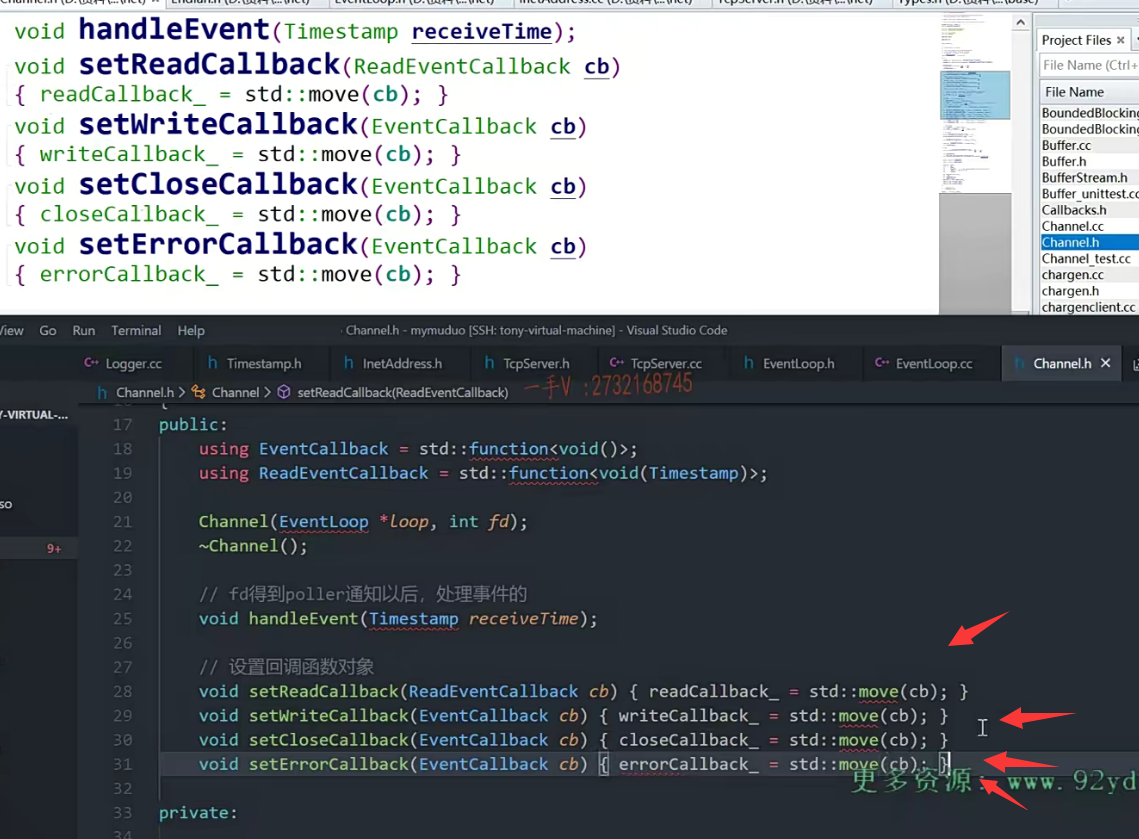 void handleEvent(Timestamp receiveTime);
void setReadCallback(ReadEventCallback cb)
{ readCallback_ = std::move(cb); }
void setWriteCallback(EventCallback cb)
{ writeCallback_ = std::move(cb); }
void setCloseCallback(EventCallback cb)
{ closeCallback_ = std::move(cb); }
void setErrorCallback(EventCallback cb)
{ errorCallback_ = std::move(cb); }
Project Files ×
File Name (Ctrl+
File Name
BoundedBlocking
BoundedBlocking
Buffer.cc
Buffer.h
BufferStream.h
Buffer_unittest.cc
Callbacks.h
Channel.cc
Channel.h
Channel_test.cc
chargen.cc
chargen.h
chargenclient.cc
View Go Run Terminal Help
Channel.h - mymuduo [SSH: tony-virtual-machine] - Visual Studio Code
Logger.cc Timestamp.h InetAddress.h TcpServer.h TcpServer.cc EventLoop.h EventLoop.cc Channel.h ×
Channel.h > Channel > setReadCallback(ReadEventCallback)
一手V :2732168745
Y-VIRTUAL-...
so
9+
17 public:
18 using EventCallback = std::function<void()>;
19 using ReadEventCallback = std::function<void(Timestamp)>;
20
21 Channel(EventLoop *loop, int fd);
22 ~Channel();
23
24 // fd得到poller通知以后，处理事件的
25 void handleEvent(Timestamp receiveTime);
26
27 // 设置回调函数对象
28 void setReadCallback(ReadEventCallback cb) { readCallback_ = std::move(cb); }
29 void setWriteCallback(EventCallback cb) { writeCallback_ = std::move(cb); }
30 void setCloseCallback(EventCallback cb) { closeCallback_ = std::move(cb); }
31 void setErrorCallback(EventCallback cb) { errorCallback_ = std::move(cb); }
32
33 private:
34
更多资源: www.92yd